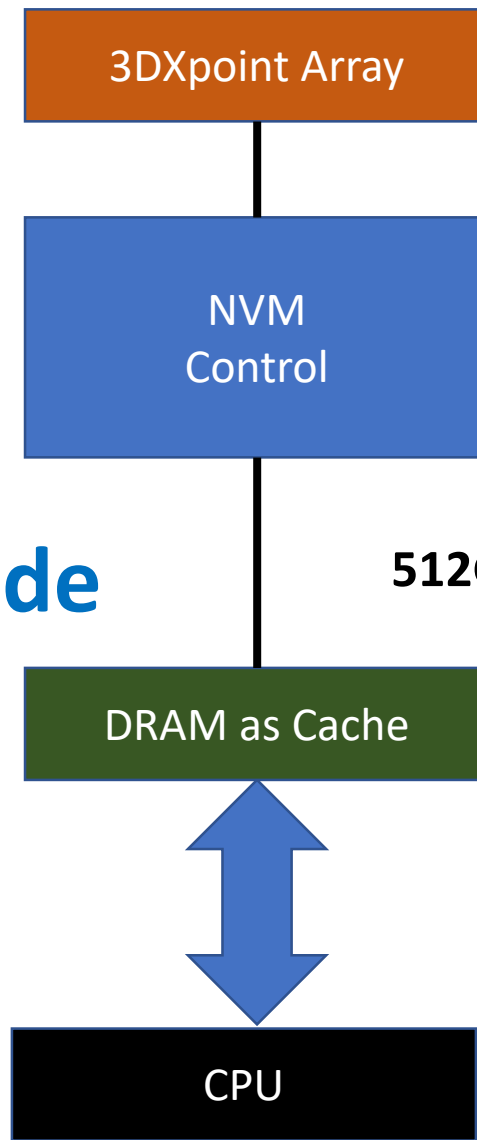 3DXpoint Array
NVM
Control
de
512
DRAM as Cache
CPU